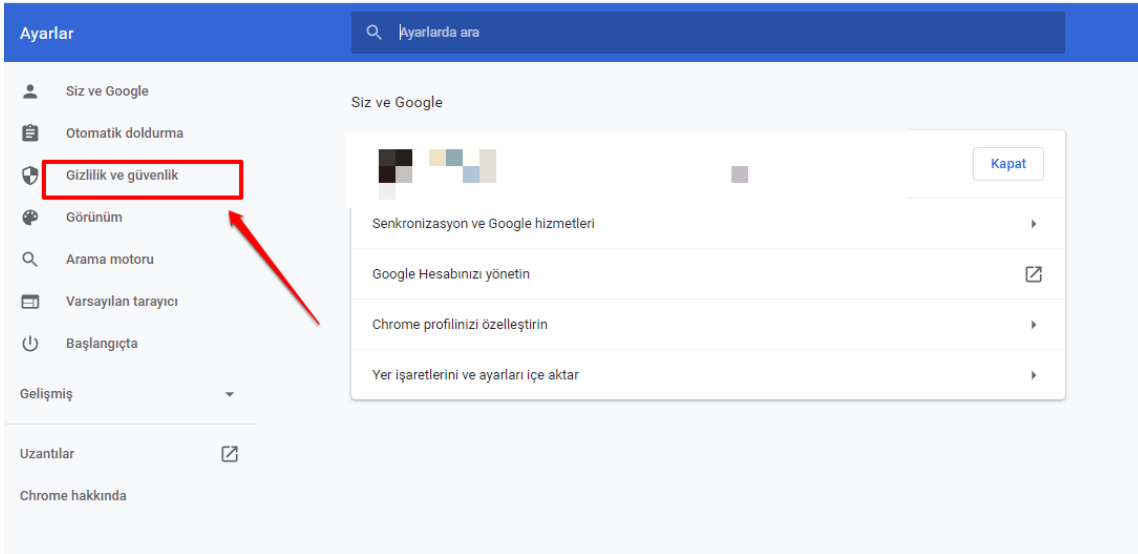 Ayarlar
Ayarlarda ara
Siz ve Google
Otomatik doldurma
Gizlilik ve güvenlik
Görünüm
Arama motoru
Varsayılan tarayıcı
Başlangıçta
Gelişmiş
Uzantılar
Chrome hakkında
Siz ve Google
Kapat
Senkronizasyon ve Google hizmetleri
Google Hesabınızı yönetin
Chrome profilinizi özelleştirin
Yer işaretlerini ve ayarları içe aktar